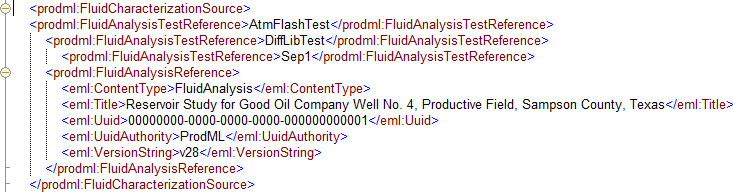 <prodml:FluidCharacterizationSource>
<prodml:FluidAnalysisTestReference>AtmFlashTest</prodml:FluidAnalysisTestReference>
<prodml:FluidAnalysisTestReference>DiffLibTest</prodml:FluidAnalysisTestReference>
<prodml:FluidAnalysisTestReference>Sep1</prodml:FluidAnalysisTestReference>
<prodml:FluidAnalysisReference>
<eml:ContentType>FluidAnalysis</eml:ContentType>
<eml:Title>Reservoir Study for Good Oil Company Well No. 4, Productive Field, Sampson County, Texas</eml:Title>
<eml:Uuid>00000000-0000-0000-0000-000000000001</eml:Uuid>
<eml:UuidAuthority>ProdML</eml:UuidAuthority>
<eml:VersionString>v28</eml:VersionString>
</prodml:FluidAnalysisReference>
</prodml:FluidCharacterizationSource>